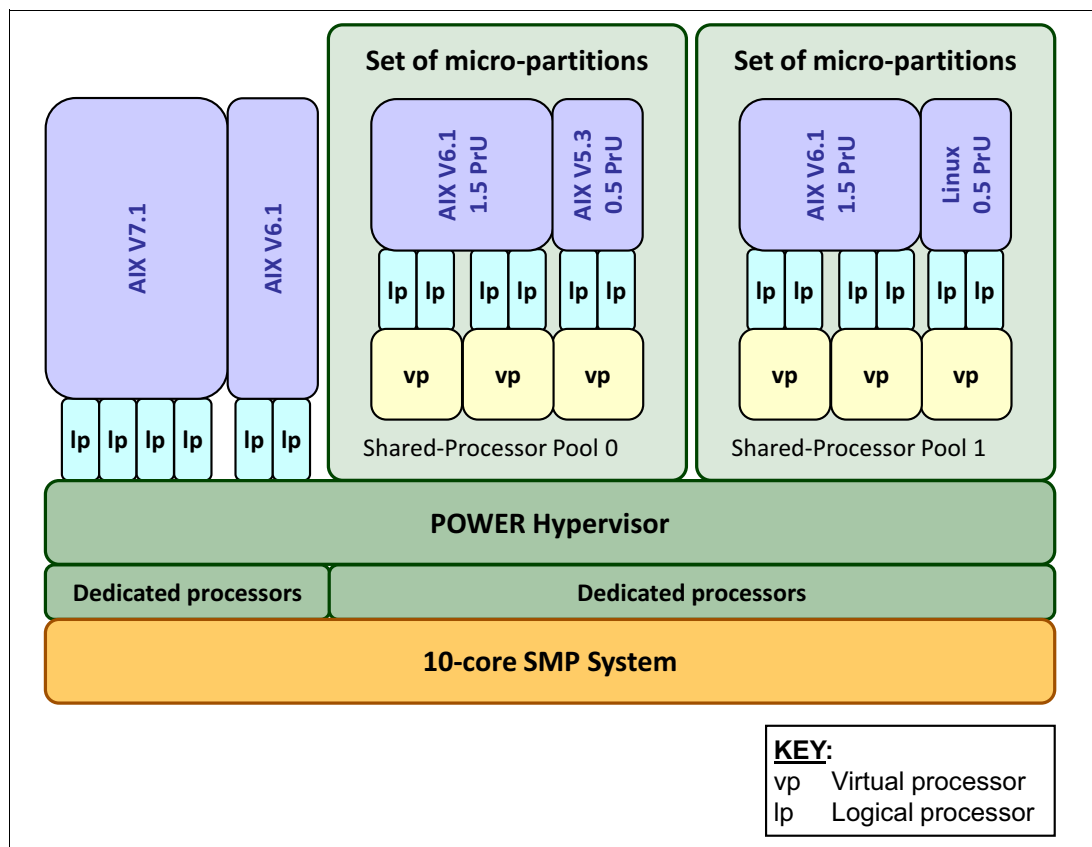 Set of micro-partitions
Set of micro-partitions
AIX V7.1
AIX V6.1
AIX V6.1
1.5 PrU
AIX V5.3
0.5 PrU
AIX V6.1
1.5 PrU
Linux
0.5 PrU
lp lp lp lp lp lp
lp lp lp lp lp lp
vp vp vp
vp vp vp
lp lp lp lp lp lp
Shared-Processor Pool 0
Shared-Processor Pool 1
POWER Hypervisor
Dedicated processors
Dedicated processors
10-core SMP System
KEY:
vp Virtual processor
lp Logical processor